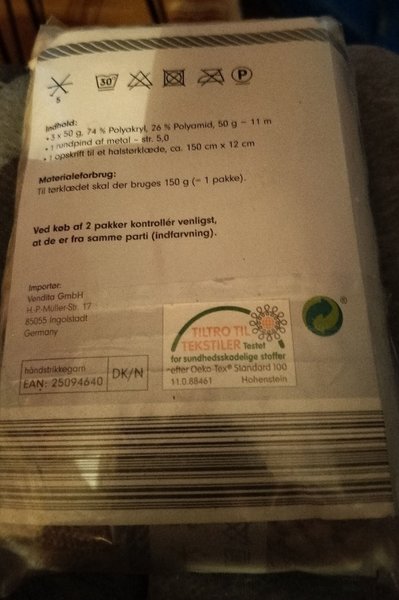 5
30
P
Indhold:
• 3 x 50 g, 74 % Polyakryl, 26 % Polyamid, 50 g ~ 11 m
• 1 rundpind af metal – str. 5,0
• 1 opskrift til et halstørklæde, ca. 150 cm x 12 cm
Materialeforbrug:
Til tørklædet skal der bruges 150 g (= 1 pakke).
Ved køb af 2 pakker kontrollér venligst,
at de er fra samme parti (indfarvning).
Importør:
Vendita GmbH
H.-P.-Müller-Str. 17
85055 Ingolstadt
Germany
TILTRO TIL
TEKSTILER Testet
for sundhedsskadelige stoffer
efter Oeko-Tex® Standard 100
11.0.88461 Hohenstein
®
håndstrikkegarn
EAN: 25094640
DK/N